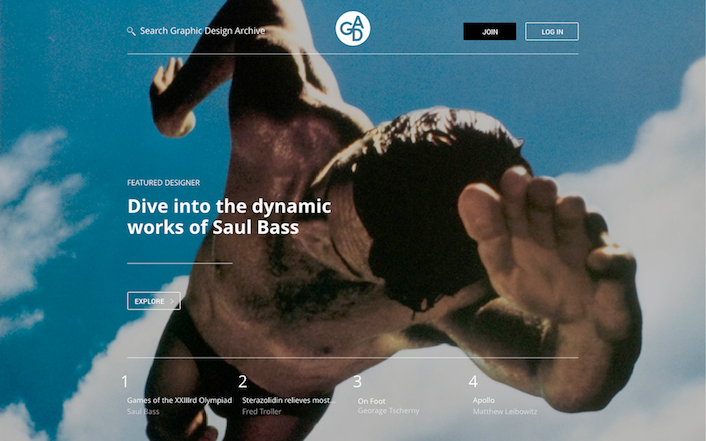 Search Graphic Design Archive
GAD
JOIN
LOG IN
FEATURED DESIGNER
Dive into the dynamic
works of Saul Bass
EXPLORE
1
Games of the XXIIIrd Olympiad
Saul Bass
2
Sterazolidin relieves most...
Fred Troller
3
On Foot
Georage Tscherny
4
Apollo
Matthew Leibowitz